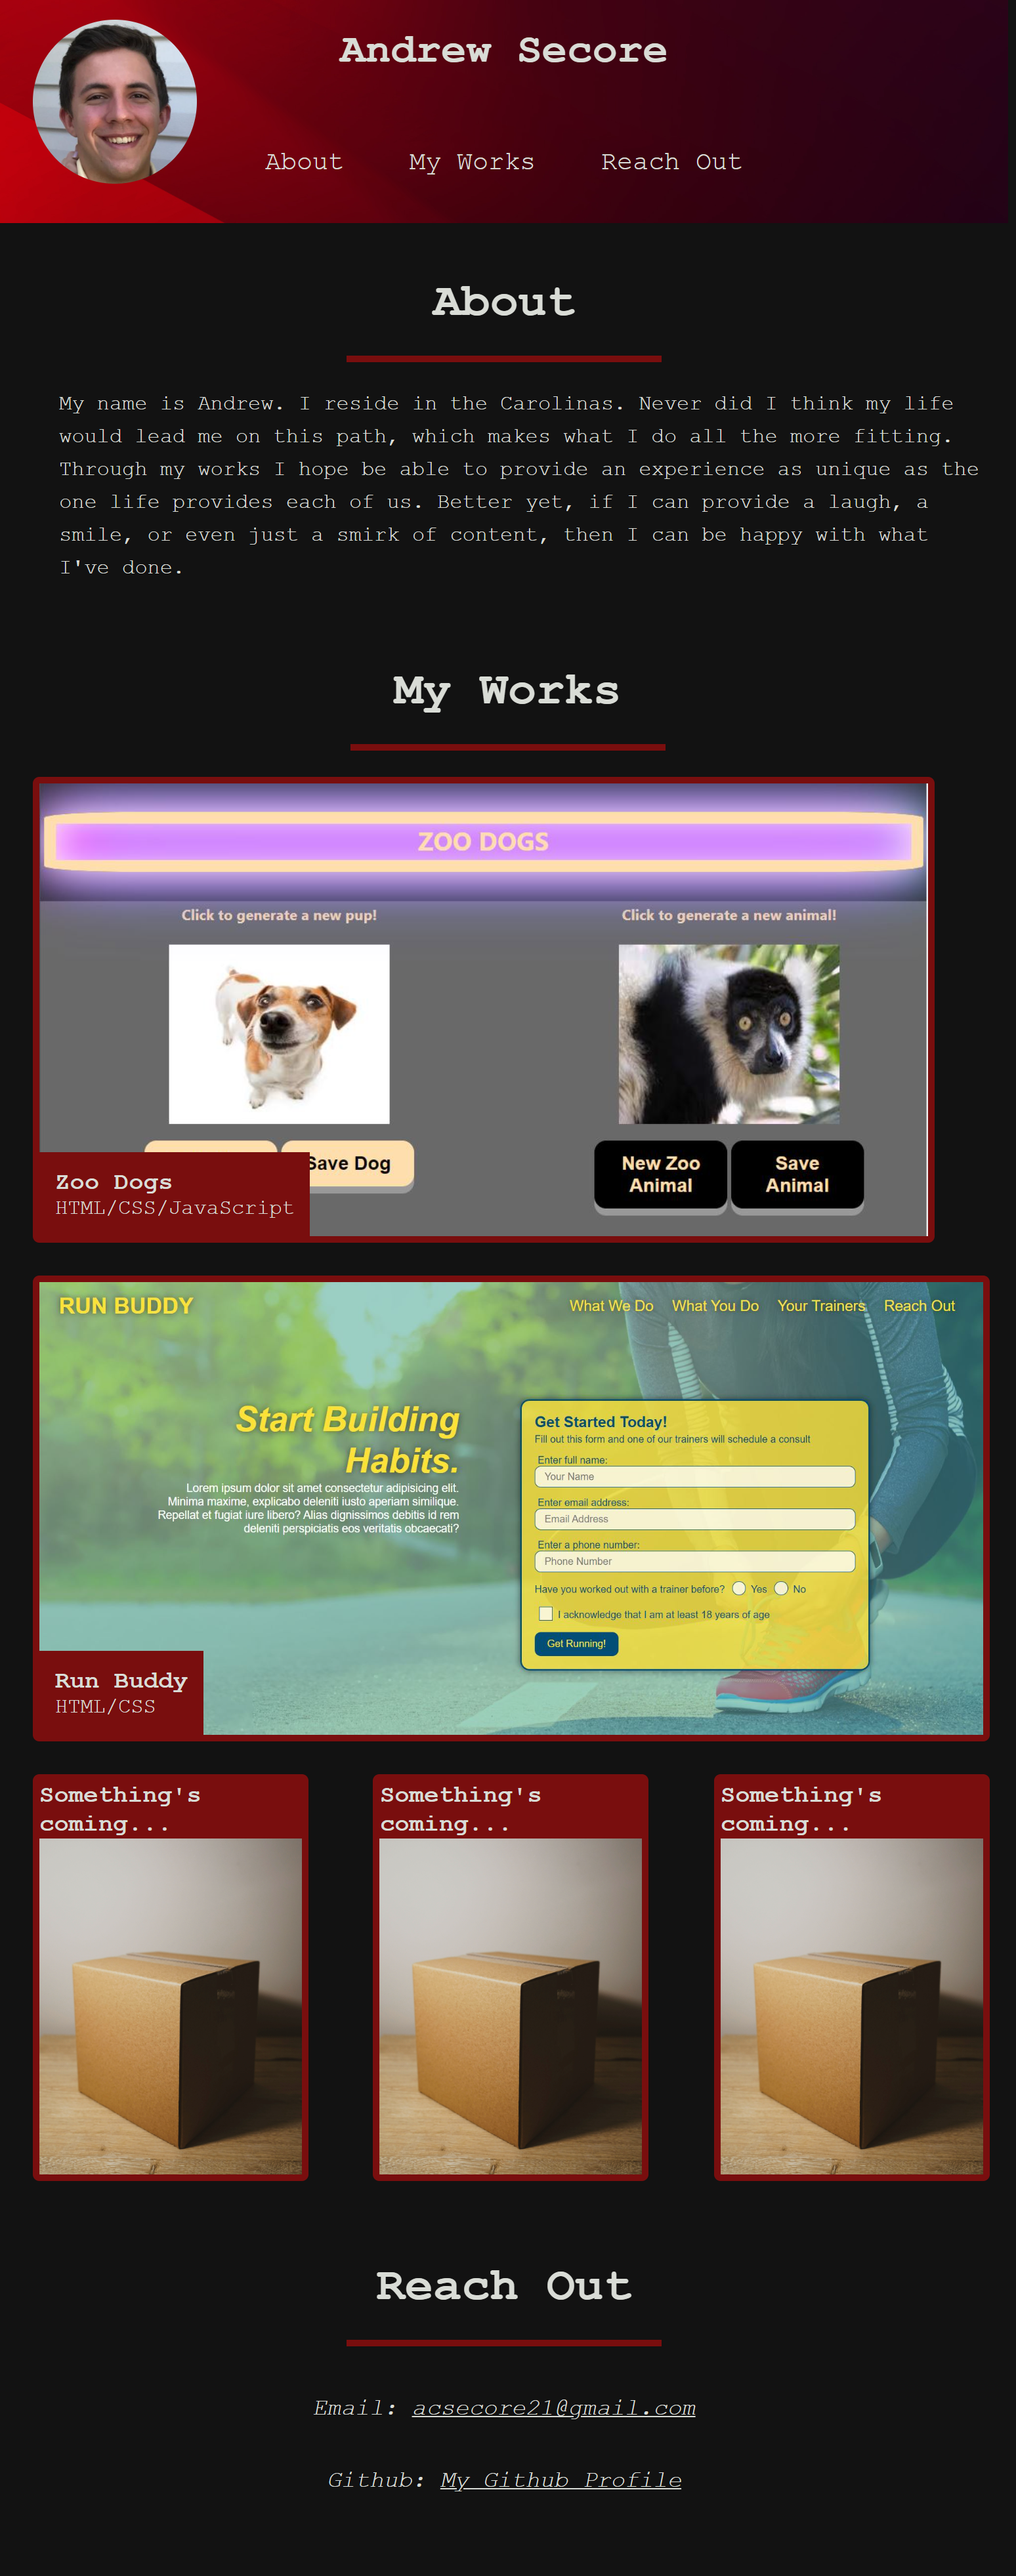 Andrew Secore
About My Works Reach Out
About
My name is Andrew. I reside in the Carolinas. Never did I think my life
would lead me on this path, which makes what I do all the more fitting.
Through my works I hope be able to provide an experience as unique as the
one life provides each of us. Better yet, if I can provide a laugh, a
smile, or even just a smirk of content, then I can be happy with what
I've done.
My Works
ZOO DOGS
Click to generate a new pup! Click to generate a new animal!
Save Dog
New Zoo
Animal
Save
Animal
Zoo Dogs
HTML/CSS/JavaScript
RUN BUDDY
What We Do What You Do Your Trainers Reach Out
Start Building
Habits.
Lorem ipsum dolor sit amet consectetur adipisicing elit.
Minima maxime, explicabo deleniti iusto aperiam similique.
Repellat et fugiat iure libero? Alias dignissimos debitis id rem
deleniti perspiciatis eos veritatis obcaecati?
Get Started Today!
Fill out this form and one of our trainers will schedule a consult
Enter full name:
Your Name
Enter email address:
Email Address
Enter a phone number:
Phone Number
Have you worked out with a trainer before? Yes No
I acknowledge that I am at least 18 years of age
Get Running!
Run Buddy
HTML/CSS
Something's
coming...
Something's
coming...
Something's
coming...
Reach Out
Email: acsecore21@gmail.com
Github: My Github Profile